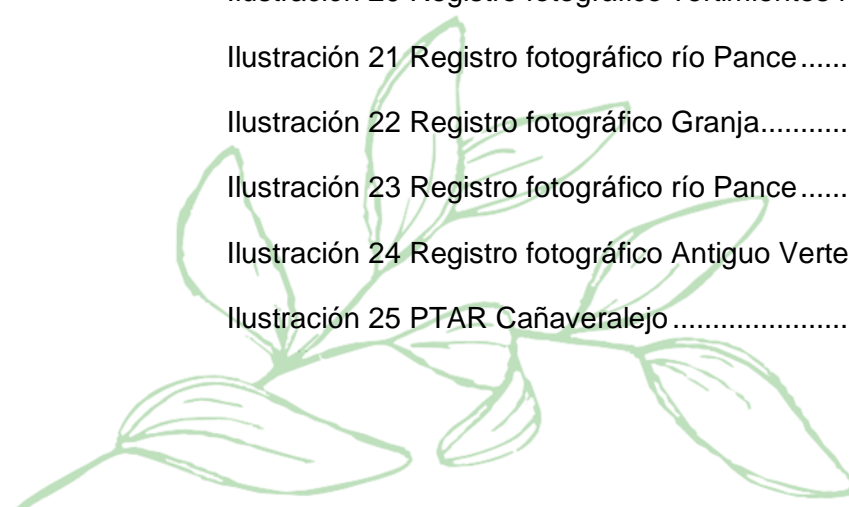 Ilustración 21 Registro fotográfico río Pance......
Ilustración 22 Registro fotográfico Granja...........
Ilustración 23 Registro fotográfico río Pance......
Ilustración 24 Registro fotográfico Antiguo Verte
Ilustración 25 PTAR Cañaveralejo......................